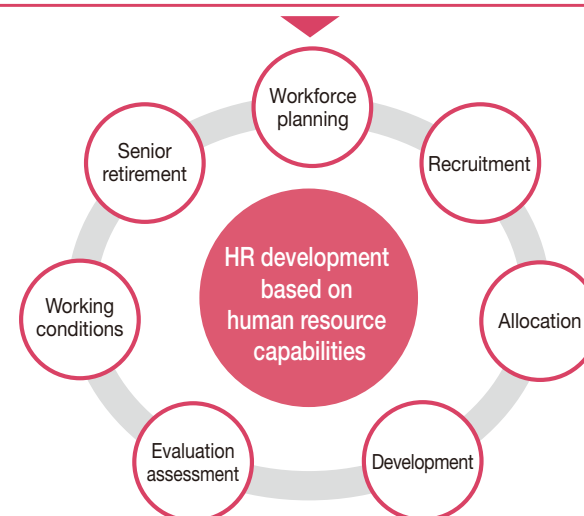 Workforce
planning
Recruitment
Allocation
Development
Evaluation
assessment
Working
conditions
Senior
retirement
HR development
based on
human resource
capabilities